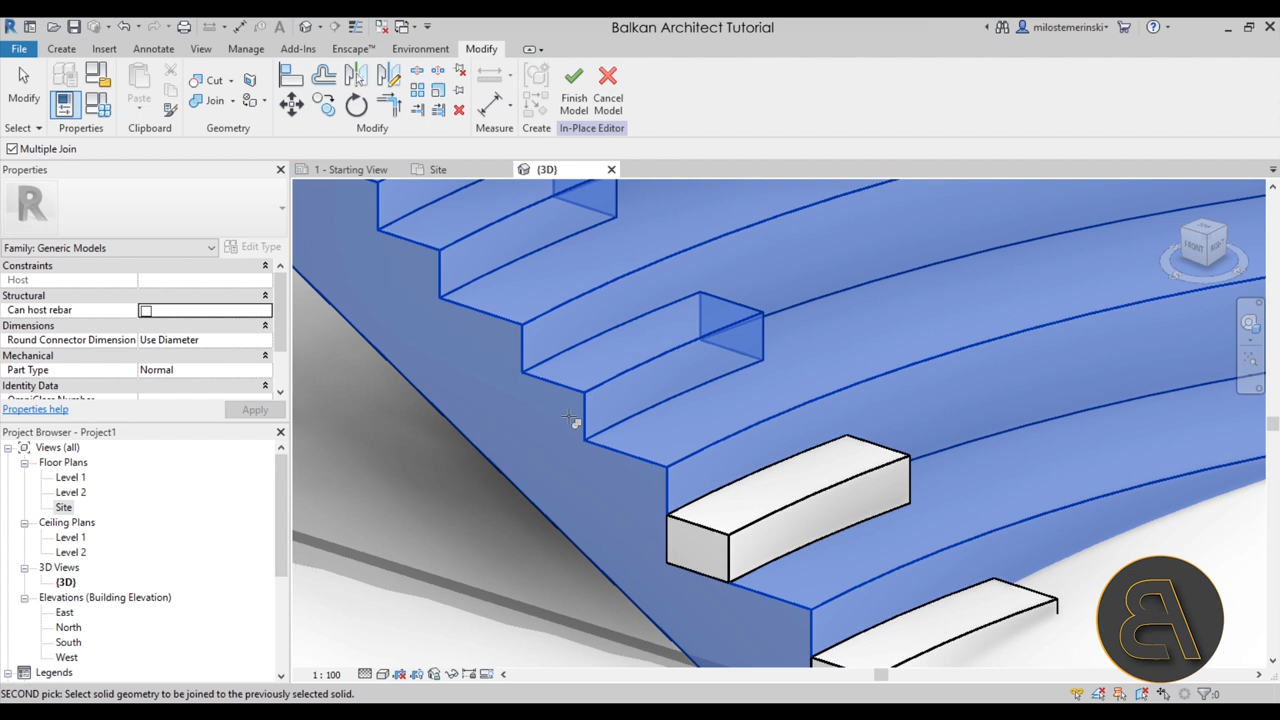 Balkan Architect Tutorial
milostemerinski
File Create Insert Annotate View Manage Add-Ins Enscape™ Environment Modify
Modify Paste Cut Join Finish Model Cancel Model
Select Properties Clipboard Geometry Modify Measure Create In-Place Editor
Multiple Join
Properties
1 - Starting View Site {3D}
Family: Generic Models Edit Type
Constraints
Host
Structural
Can host rebar
Dimensions
Round Connector Dimension Use Diameter
Mechanical
Part Type Normal
Identity Data
Properties help Apply
Project Browser - Project1
Views (all)
Floor Plans
Level 1
Level 2
Site
Ceiling Plans
Level 1
Level 2
3D Views
{3D}
Elevations (Building Elevation)
East
North
South
West
Legends
FRONT
1 : 100
SECOND pick: Select solid geometry to be joined to the previously selected solid.
:0